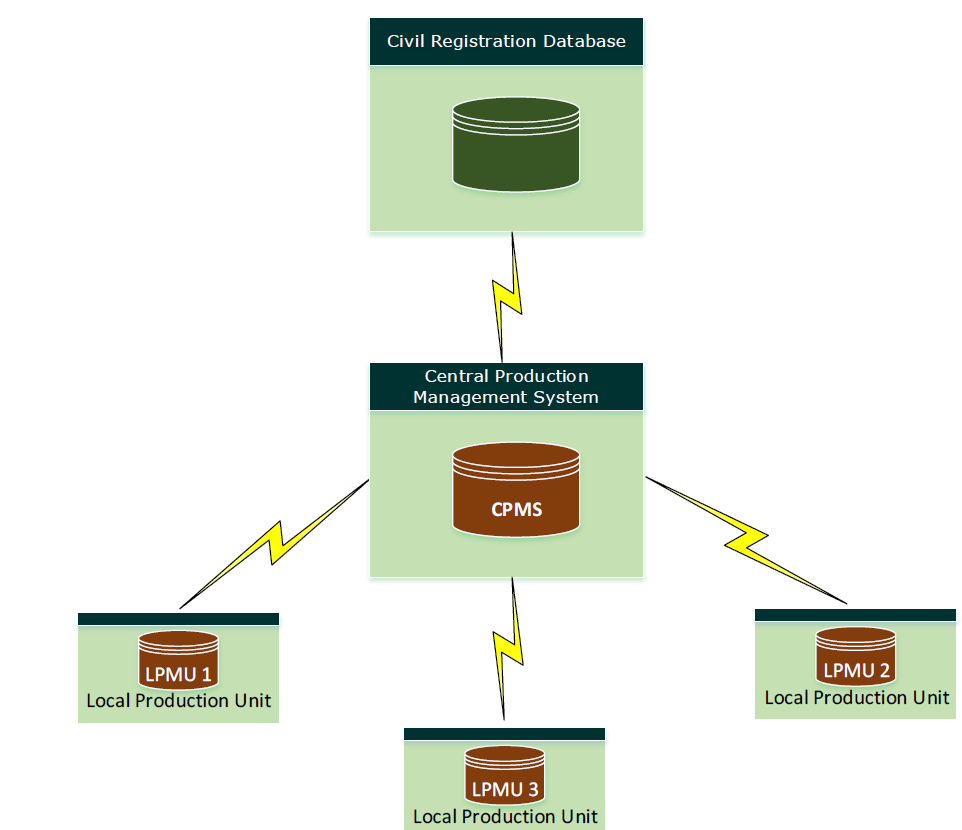 Civil Registration Database
Central Production
Management System
CPMS
LPMU 1
Local Production Unit
LPMU 2
Local Production Unit
LPMU 3
Local Production Unit